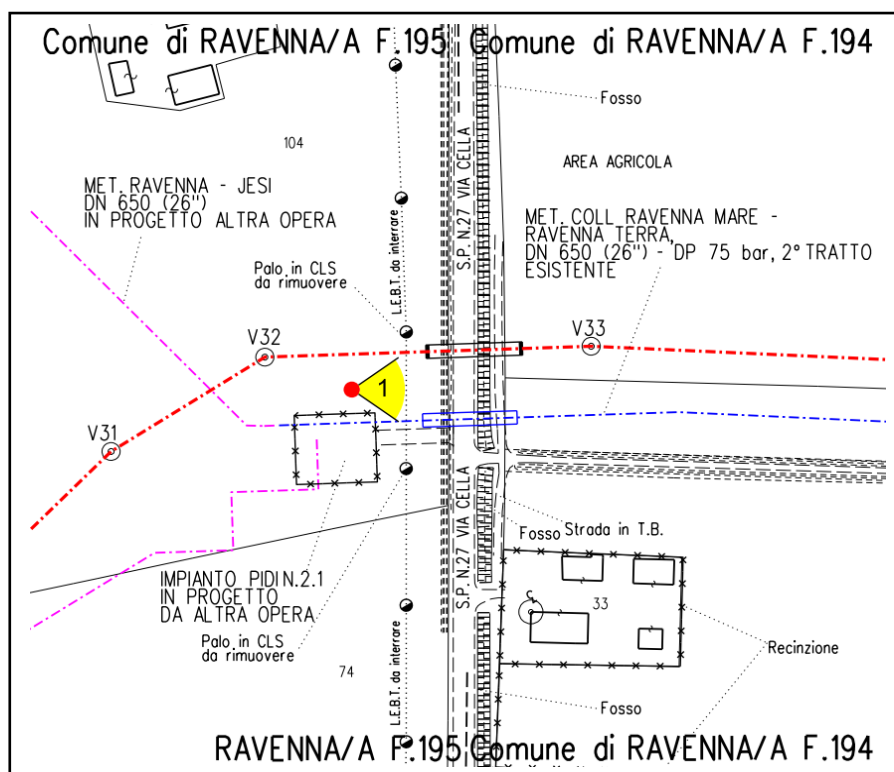 Comune di RAVENNA/A F.195 Comune di RAVENNA/A F.194
Fosso
S.P. N.27 VIA CELLA
104
AREA AGRICOLA
MET. RAVENNA - JESI
DN 650 (26")
IN PROGETTO ALTRA OPERA
L.E.B.T. da interrare
MET. COLL. RAVENNA MARE -
RAVENNA TERRA,
DN 650 (26") - DP 75 bar, 2° TRATTO
ESISTENTE
Palo in CLS
da rimuovere
V32
V33
1
V31
S.P. N.27 VIA CELLA
Fosso
Strada in T.B.
IMPIANTO PIDI N.2.1
IN PROGETTO
DA ALTRA OPERA
33
Palo in CLS
da rimuovere
Recinzione
74
L.E.B.T. da interrare
Fosso
RAVENNA/A F.195 Comune di RAVENNA/A F.194